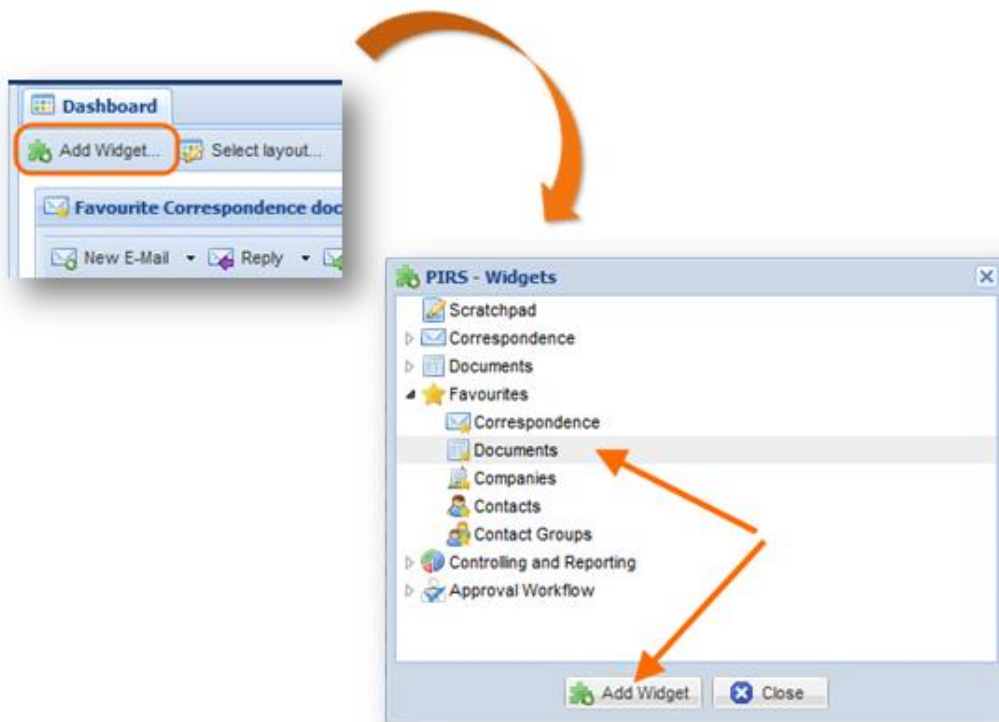 Dashboard
Add Widget... Select layout...
Favourite Correspondence doc
New E-Mail Reply
PIRS - Widgets
Scratchpad
Correspondence
Documents
Favourites
Correspondence
Documents
Companies
Contacts
Contact Groups
Controlling and Reporting
Approval Workflow
Add Widget Close